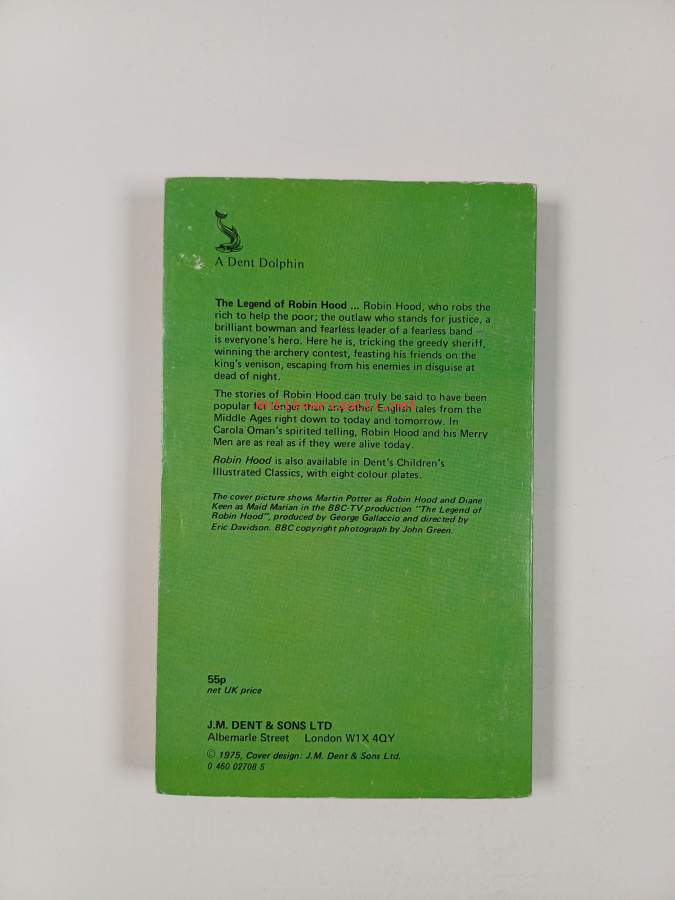 A Dent Dolphin
The Legend of Robin Hood ... Robin Hood, who robs the
rich to help the poor; the outlaw who stands for justice, a
brilliant bowman and fearless leader of a fearless band —
is everyone's hero. Here he is, tricking the greedy sheriff,
winning the archery contest, feasting his friends on the
king's venison, escaping from his enemies in disguise at
dead of night.
The stories of Robin Hood can truly be said to have been
popular for longer than any other English tales from the
Middle Ages right down to today and tomorrow. In
Carola Oman's spirited telling, Robin Hood and his Merry
Men are as real as if they were alive today.
Robin Hood is also available in Dent's Children's
Illustrated Classics, with eight colour plates.
The cover picture shows Martin Potter as Robin Hood and Diane
Keen as Maid Marian in the BBC-TV production "The Legend of
Robin Hood", produced by George Gallaccio and directed by
Eric Davidson. BBC copyright photograph by John Green.
55p
net UK price
J.M. DENT & SONS LTD
Albemarle Street London W1X 4QY
© 1975, Cover design: J.M. Dent & Sons Ltd.
0 460 02708 5